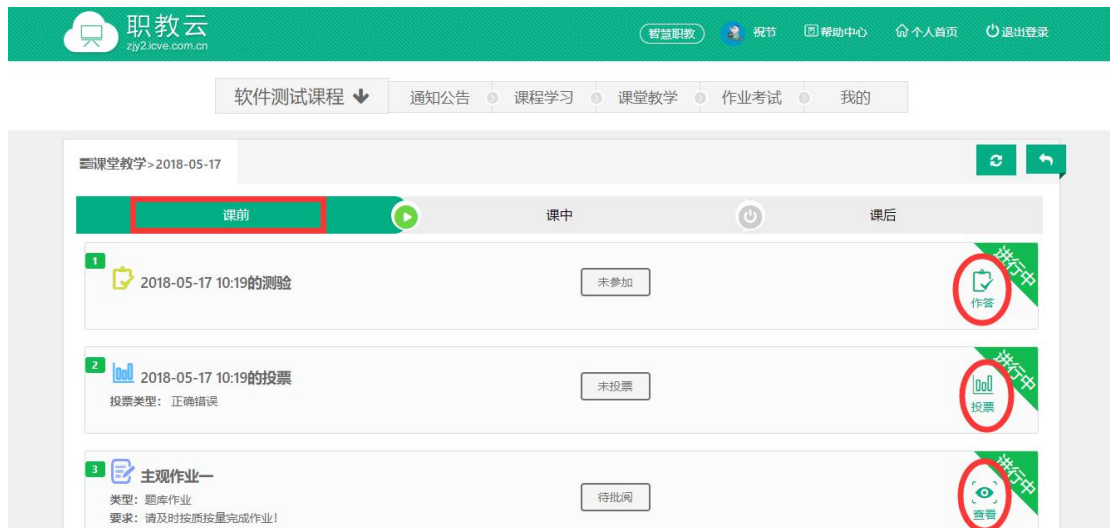 职教云
zjy2.icve.com.cn
智慧职教 祝节 帮助中心 个人首页 退出登录
软件测试课程 通知公告 课程学习 课堂教学 作业考试 我的
课堂教学>2018-05-17
课前 课中 课后
1
2018-05-17 10:19的测验
未参加
进行中
作答
2
2018-05-17 10:19的投票
投票类型： 正确错误
未投票
进行中
投票
3
主观作业一
类型： 题库作业
要求： 请及时按质按量完成作业！
待批阅
进行中
查看